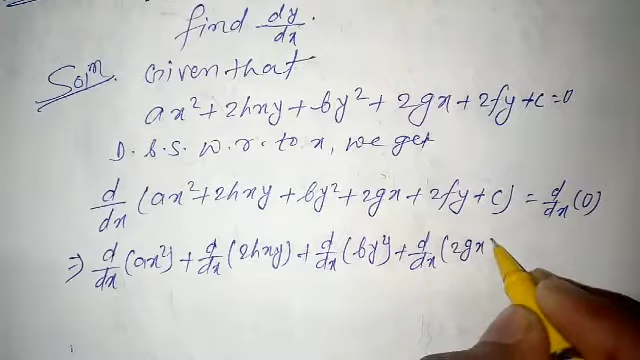 find dy/dx.
Solⁿ. Given that
ax²+2hxy+by²+2gx+2fy+c=0
D.b.s. w.r.to x, we get
d/dx (ax²+2hxy+by²+2gx+2fy+c) = d/dx (0)
⇒ d/dx (ax²) + d/dx (2hxy) + d/dx (by²) + d/dx (2gx